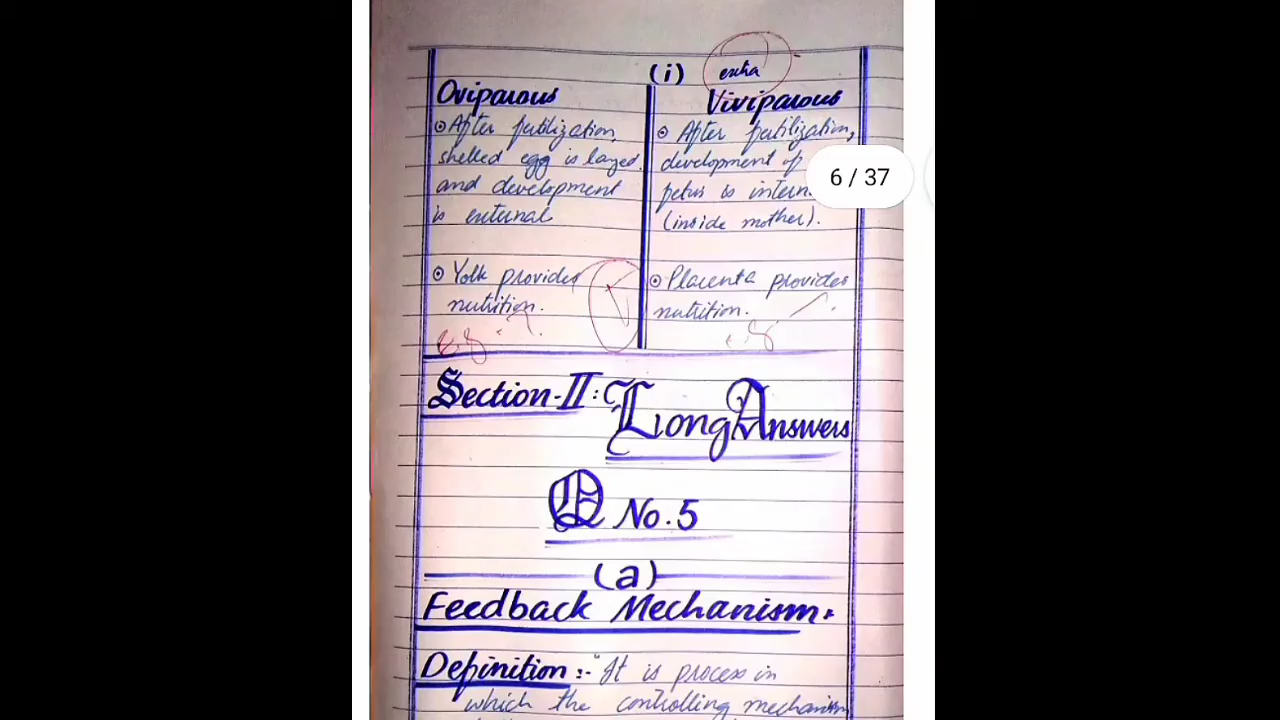 (i) extra
Oviparous
⊙ After fertilization,
shelled egg is layed
and development
is external
⊙ Yolk provides
nutrition.
e.g.
Viviparous
⊙ After fertilization,
development of
fetus is intern
(inside mother).
⊙ Placenta provides
nutrition.
e.g
6 / 37
Section-II: Long Answers
Q No. 5
(a)
Feedback Mechanism:
Definition :- "It is process in
which the controlling mechanism